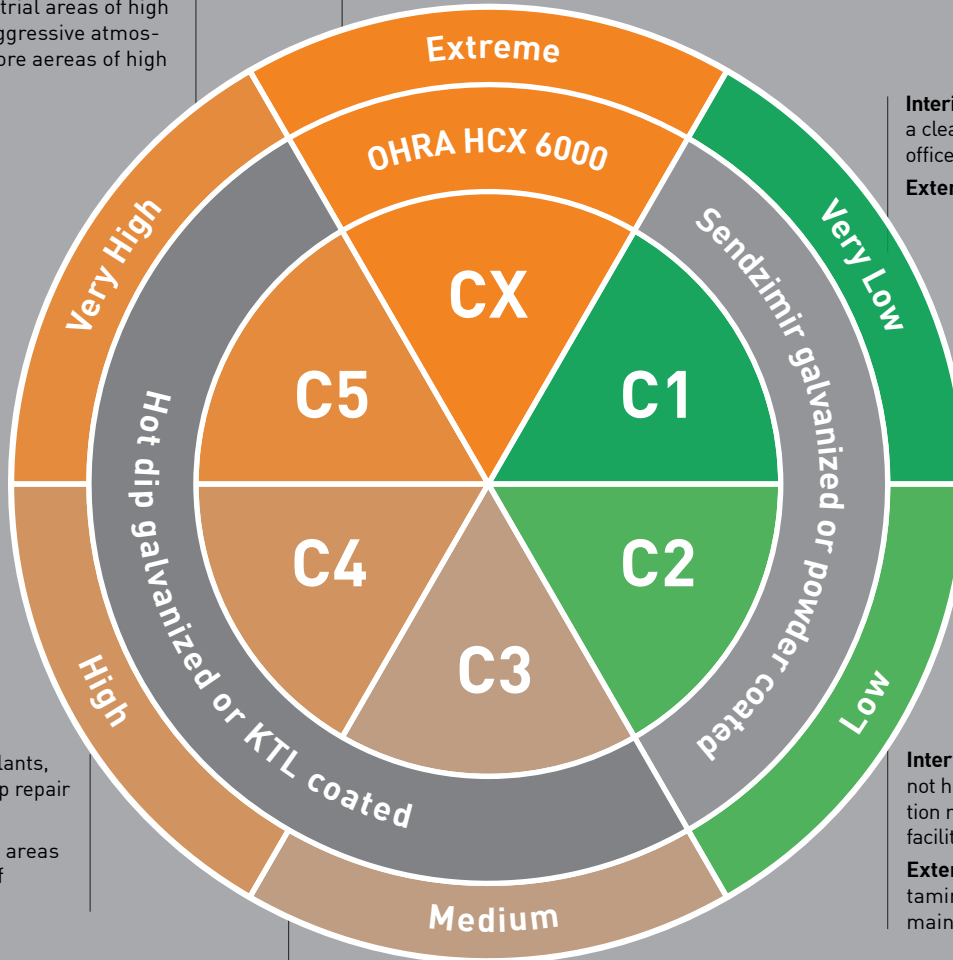 trial areas of high
ggressive atmos-
ore aereas of high
Extreme
OHRA HCX 6000
CX
Very High
C5
Very Low
C1
Sendzimir galvanized or powder coated
Hot dip galvanized or KTL coated
C4
C2
C3
High
Low
Medium
a clea
office
Exter
lants,
p repair
areas
f
not h
tion r
facilit
Exter
tamin
main